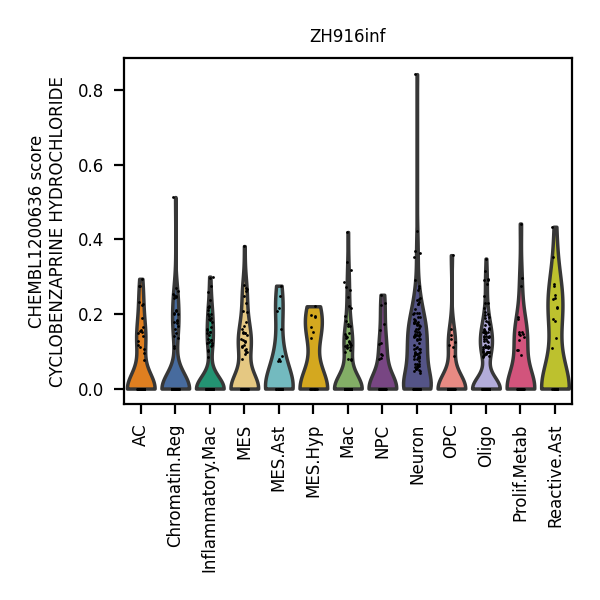 ZH916inf
CHEMBL1200636 score
CYCLOBENZAPRINE HYDROCHLORIDE
0.8
0.6
0.4
0.2
0.0
AC
Chromatin.Reg
Inflammatory.Mac
MES
MES.Ast
MES.Hyp
Mac
NPC
Neuron
OPC
Oligo
Prolif.Metab
Reactive.Ast